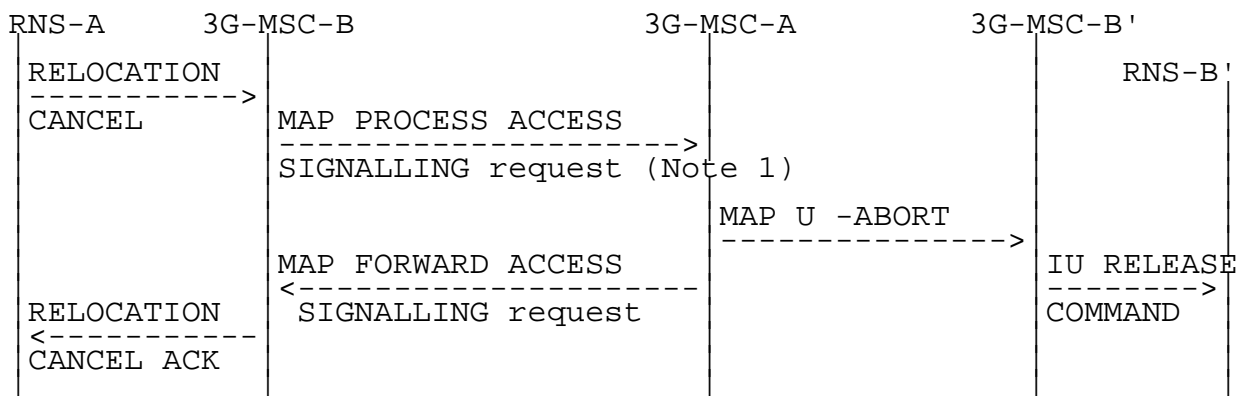 RNS-A 3G-MSC-B 3G-MSC-A 3G-MSC-B'
RELOCATION RNS-B'
CANCEL MAP PROCESS ACCESS
SIGNALLING request (Note 1)
MAP U -ABORT
MAP FORWARD ACCESS IU RELEASE
RELOCATION SIGNALLING request COMMAND
CANCEL ACK